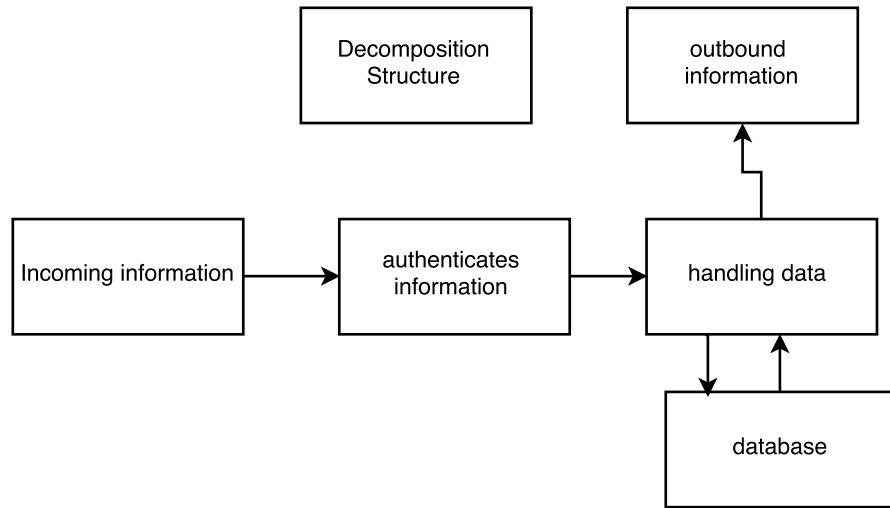 Decomposition
Structure
outbound
information
Incoming information
authenticates
information
handling data
database